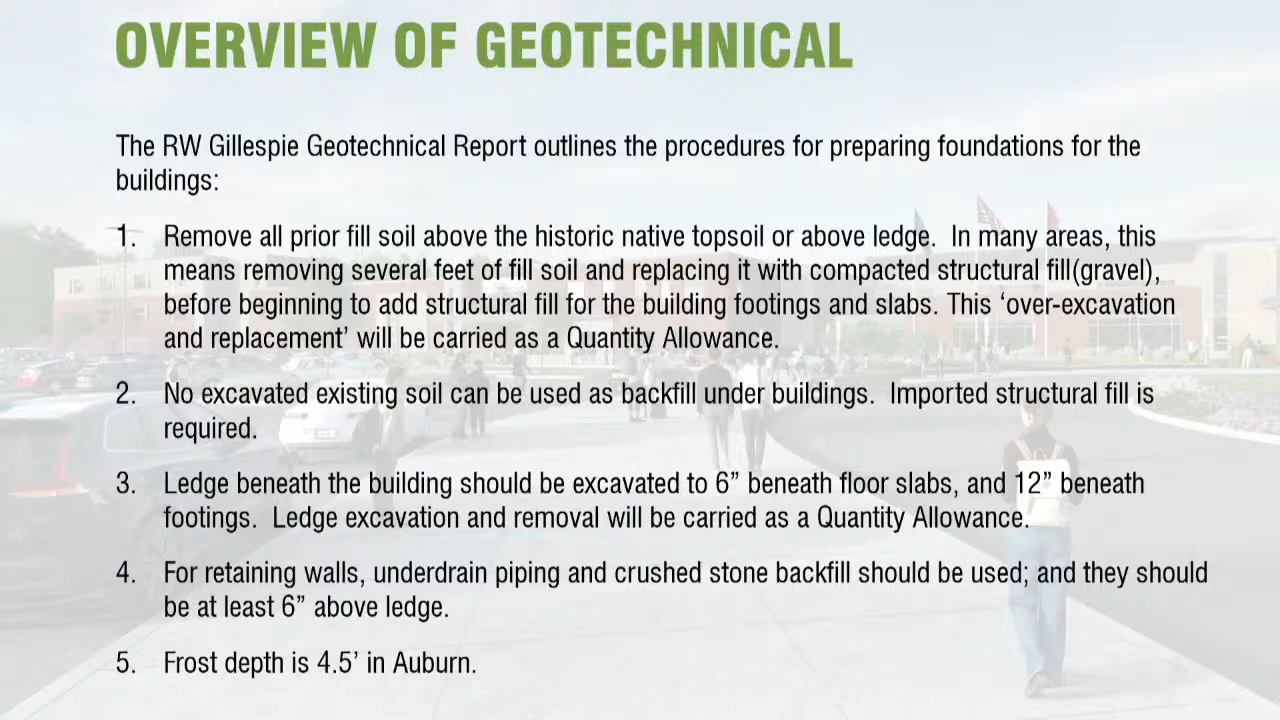 OVERVIEW OF GEOTECHNICAL
The RW Gillespie Geotechnical Report outlines the procedures for preparing foundations for the
buildings:
1. Remove all prior fill soil above the historic native topsoil or above ledge. In many areas, this
means removing several feet of fill soil and replacing it with compacted structural fill(gravel),
before beginning to add structural fill for the building footings and slabs. This ‘over-excavation
and replacement’ will be carried as a Quantity Allowance.
2. No excavated existing soil can be used as backfill under buildings. Imported structural fill is
required.
3. Ledge beneath the building should be excavated to 6” beneath floor slabs, and 12” beneath
footings. Ledge excavation and removal will be carried as a Quantity Allowance.
4. For retaining walls, underdrain piping and crushed stone backfill should be used; and they should
be at least 6” above ledge.
5. Frost depth is 4.5’ in Auburn.